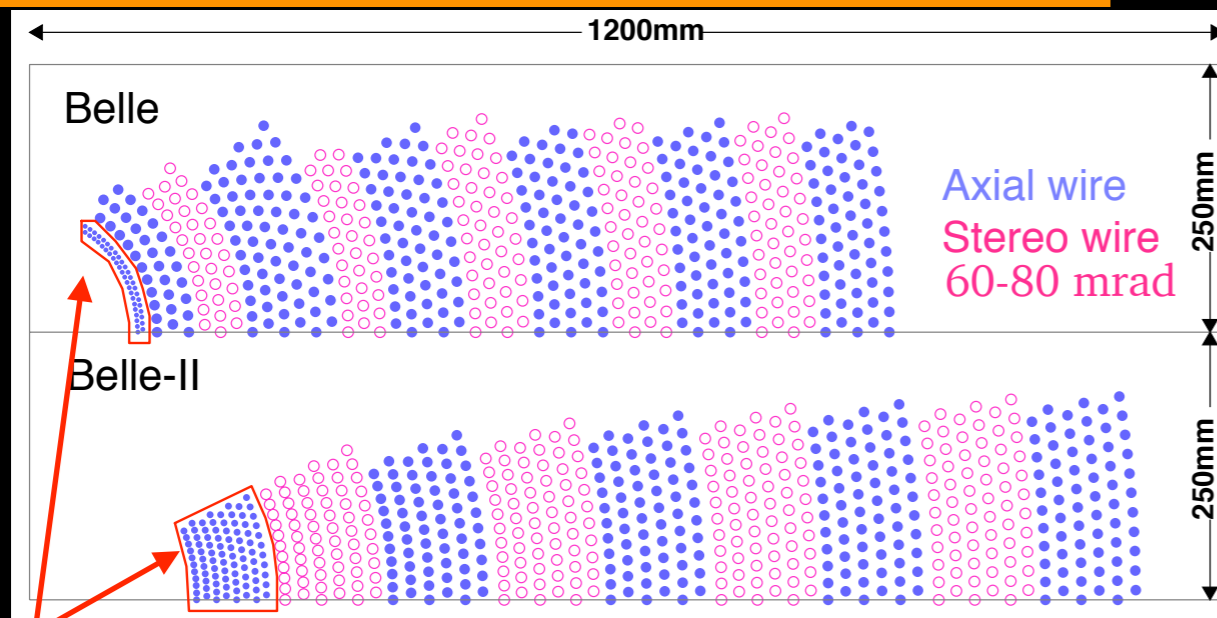 1200mm
Belle
Axial wire
Stereo wire
60-80 mrad
250mm
Belle-II
250mm